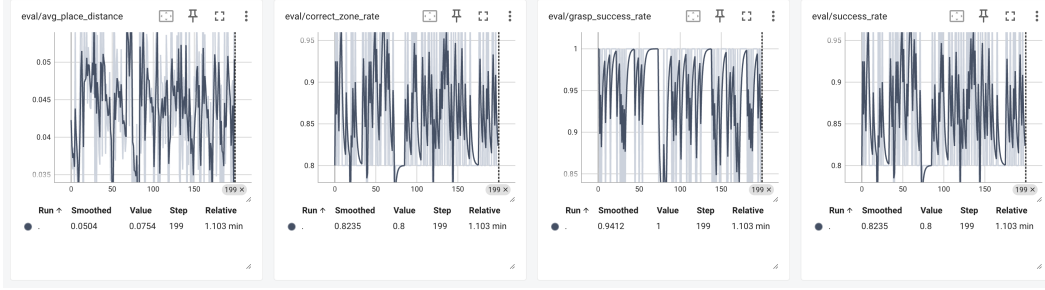 eval/avg_place_distance
0.05
0.045
0.04
0.035
0 50 100 150 199 ×
Run ↑ Smoothed Value Step Relative
. 0.0504 0.0754 199 1.103 min
eval/correct_zone_rate
0.95
0.9
0.85
0.8
0 50 100 150 199 ×
Run ↑ Smoothed Value Step Relative
. 0.8235 0.8 199 1.103 min
eval/grasp_success_rate
1
0.95
0.9
0.85
0 50 100 150 199 ×
Run ↑ Smoothed Value Step Relative
. 0.9412 1 199 1.103 min
eval/success_rate
0.95
0.9
0.85
0.8
0 50 100 150 199 ×
Run ↑ Smoothed Value Step Relative
. 0.8235 0.8 199 1.103 min